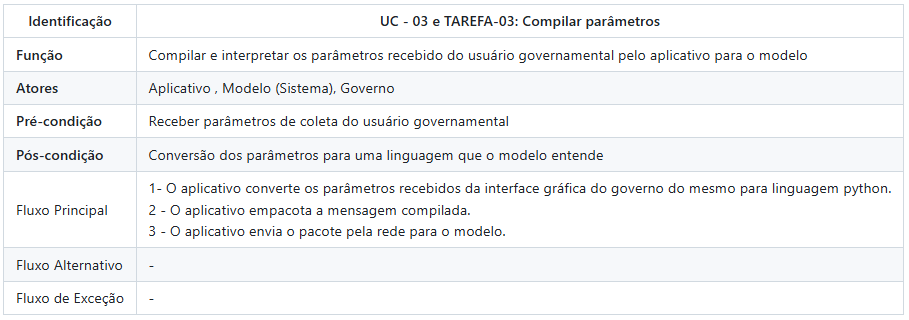 Identificação UC - 03 e TAREFA-03: Compilar parâmetros
Função Compilar e interpretar os parâmetros recebido do usuário governamental pelo aplicativo para o modelo
Atores Aplicativo , Modelo (Sistema), Governo
Pré-condição Receber parâmetros de coleta do usuário governamental
Pós-condição Conversão dos parâmetros para uma linguagem que o modelo entende
Fluxo Principal
1- O aplicativo converte os parâmetros recebidos da interface gráfica do governo do mesmo para linguagem python.
2 - O aplicativo empacota a mensagem compilada.
3 - O aplicativo envia o pacote pela rede para o modelo.
Fluxo Alternativo -
Fluxo de Exceção -